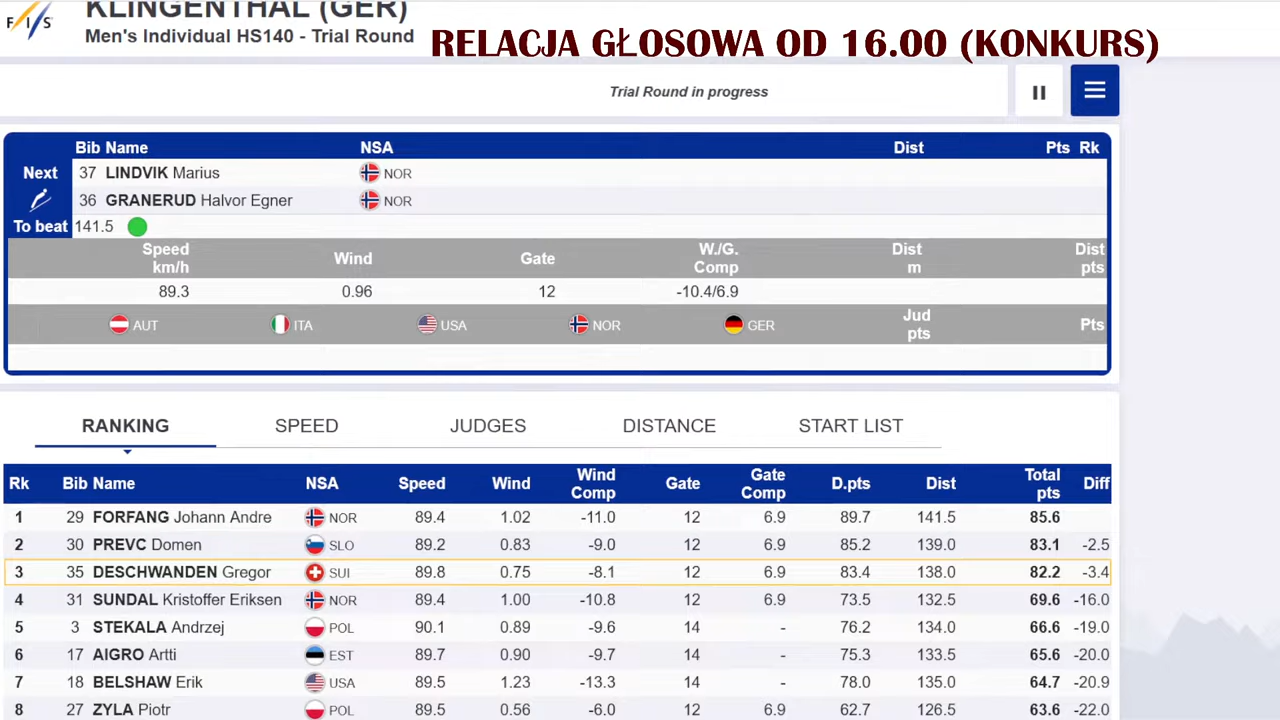 KLINGENTHAL (GER)
FIS
Men's Individual HS140 - Trial Round
RELACJA GŁOSOWA OD 16.00 (KONKURS)
Trial Round in progress
Bib Name NSA Dist Pts Rk
Next 37 LINDVIK Marius NOR
36 GRANERUD Halvor Egner NOR
To beat 141.5
Speed km/h Wind Gate W./G. Comp Dist m Dist pts
89.3 0.96 12 -10.4/6.9
AUT ITA USA NOR GER Jud pts Pts
RANKING SPEED JUDGES DISTANCE START LIST
Rk Bib Name NSA Speed Wind Wind Comp Gate Gate Comp D.pts Dist Total pts Diff
1 29 FORFANG Johann Andre NOR 89.4 1.02 -11.0 12 6.9 89.7 141.5 85.6
2 30 PREVC Domen SLO 89.2 0.83 -9.0 12 6.9 85.2 139.0 83.1 -2.5
3 35 DESCHWANDEN Gregor SUI 89.8 0.75 -8.1 12 6.9 83.4 138.0 82.2 -3.4
4 31 SUNDAL Kristoffer Eriksen NOR 89.4 1.00 -10.8 12 6.9 73.5 132.5 69.6 -16.0
5 3 STEKALA Andrzej POL 90.1 0.89 -9.6 14 - 76.2 134.0 66.6 -19.0
6 17 AIGRO Artti EST 89.7 0.90 -9.7 14 - 75.3 133.5 65.6 -20.0
7 18 BELSHAW Erik USA 89.5 1.23 -13.3 14 - 78.0 135.0 64.7 -20.9
8 27 ZYLA Piotr POL 89.5 0.56 -6.0 12 6.9 62.7 126.5 63.6 -22.0